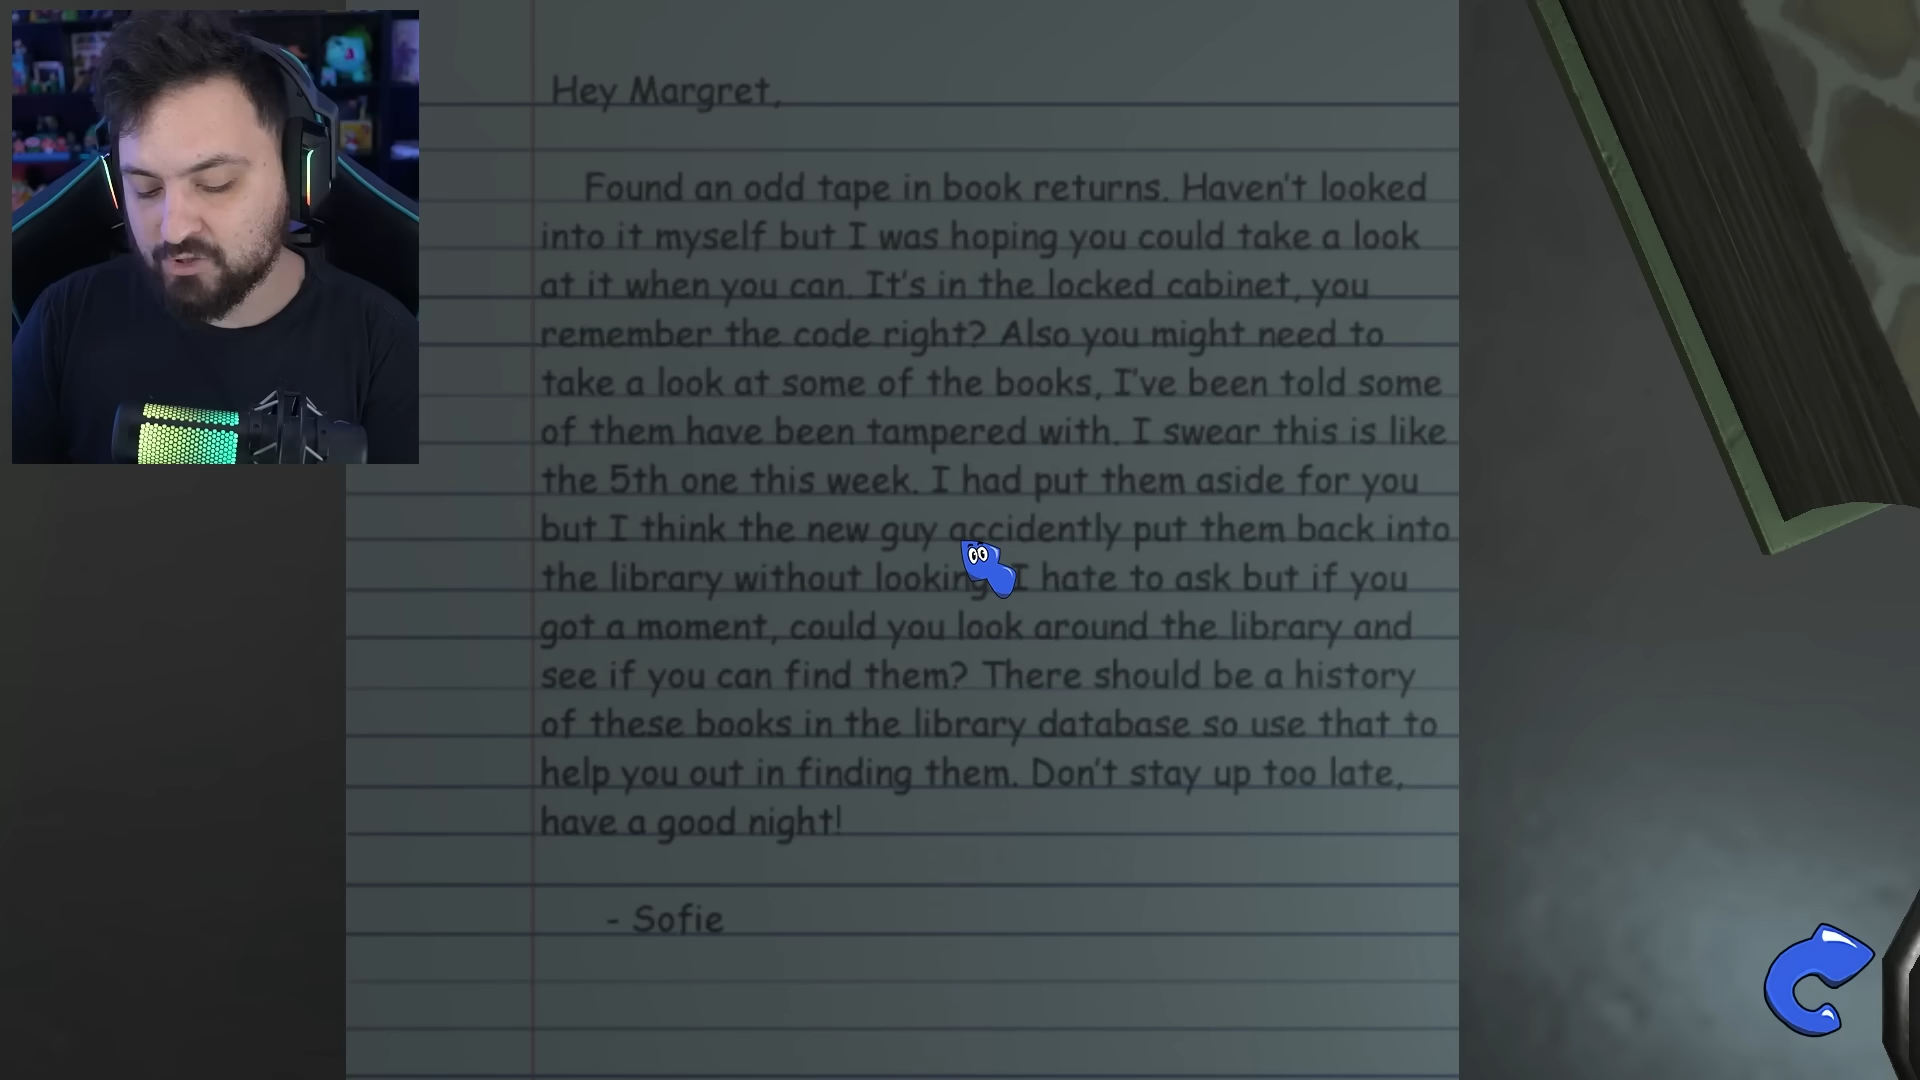 Hey Margret,
Found an odd tape in book returns. Haven't looked
into it myself but I was hoping you could take a look
at it when you can. It's in the locked cabinet, you
remember the code right? Also you might need to
take a look at some of the books, I've been told some
of them have been tampered with. I swear this is like
the 5th one this week. I had put them aside for you
but I think the new guy accidently put them back into
the library without looking. I hate to ask but if you
got a moment, could you look around the library and
see if you can find them? There should be a history
of these books in the library database so use that to
help you out in finding them. Don't stay up too late,
have a good night!
- Sofie